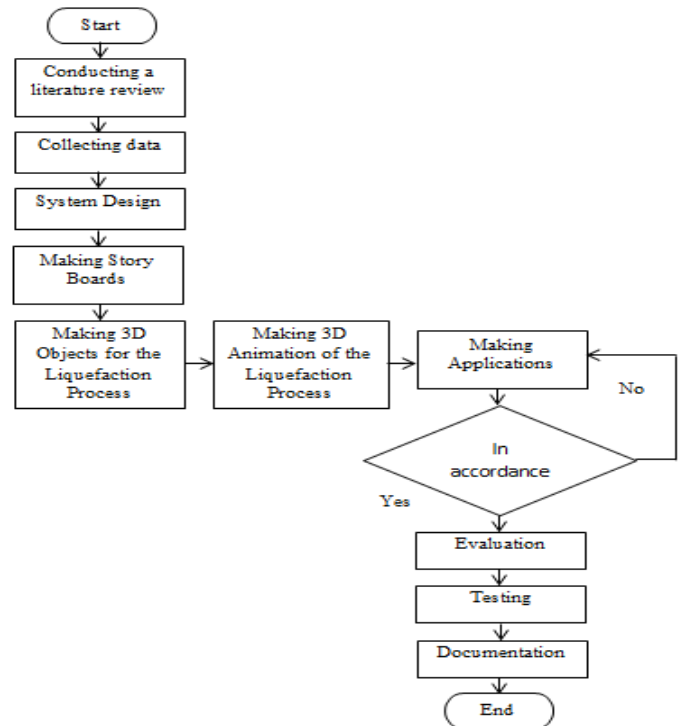 Start
Conducting a
literature review
Collecting data
System Design
Making Story
Boards
Making 3D
Objects for the
Liquefaction
Process
Making 3D
Animation of the
Liquefaction
Process
Making
Applications
No
In
accordance
Yes
Evaluation
Testing
Documentation
End